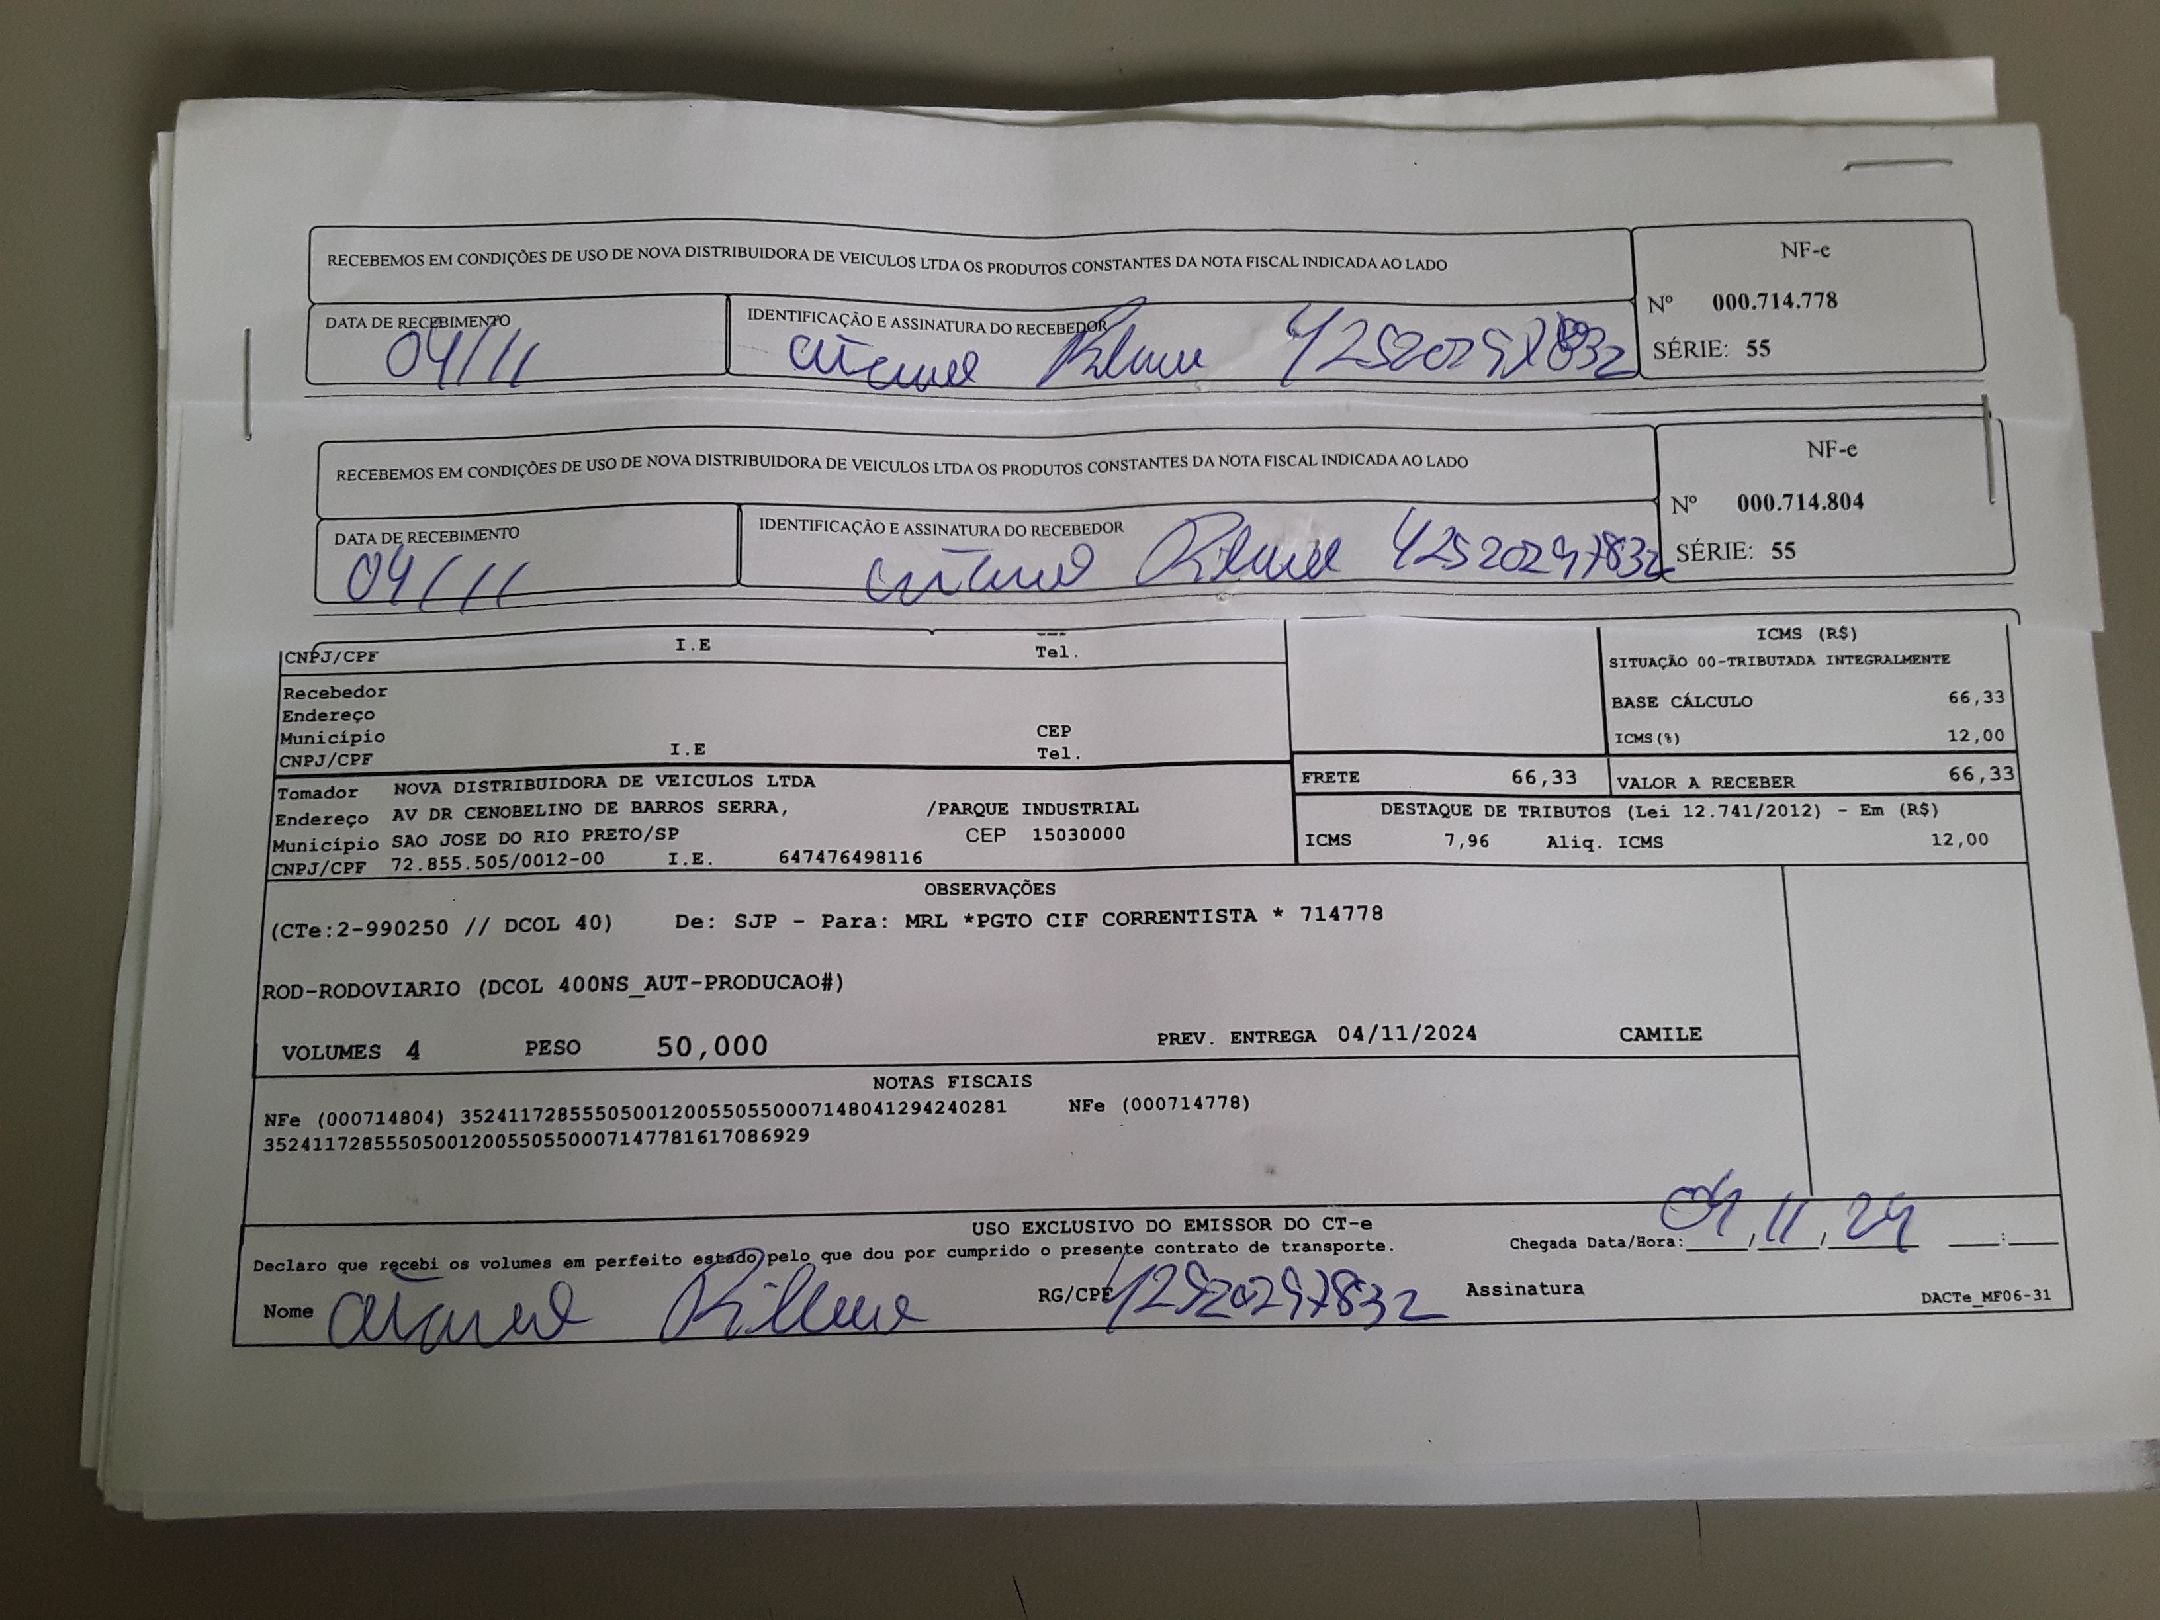 RECEBEMOS EM CONDIÇÕES DE USO DE NOVA DISTRIBUIDORA DE VEICULOS LTDA OS PRODUTOS CONSTANTES DA NOTA FISCAL INDICADA AO LADO
NF-e
Nº 000.714.778
SÉRIE: 55
DATA DE RECEBIMENTO
04/11
IDENTIFICAÇÃO E ASSINATURA DO RECEBEDOR
RECEBEMOS EM CONDIÇÕES DE USO DE NOVA DISTRIBUIDORA DE VEICULOS LTDA OS PRODUTOS CONSTANTES DA NOTA FISCAL INDICADA AO LADO
NF-e
Nº 000.714.804
SÉRIE: 55
DATA DE RECEBIMENTO
04/11
IDENTIFICAÇÃO E ASSINATURA DO RECEBEDOR
42520297832
CNPJ/CPF I.E Tel.
Recebedor
Endereço
Município CEP
CNPJ/CPF I.E Tel.
ICMS (R$)
SITUAÇÃO 00-TRIBUTADA INTEGRALMENTE
BASE CÁLCULO 66,33
ICMS(%) 12,00
FRETE 66,33 VALOR A RECEBER 66,33
Tomador NOVA DISTRIBUIDORA DE VEICULOS LTDA
Endereço AV DR CENOBELINO DE BARROS SERRA, /PARQUE INDUSTRIAL
Município SAO JOSE DO RIO PRETO/SP CEP 15030000
CNPJ/CPF 72.855.505/0012-00 I.E. 647476498116
DESTAQUE DE TRIBUTOS (Lei 12.741/2012) - Em (R$)
ICMS 7,96 Aliq. ICMS 12,00
OBSERVAÇÕES
(CTe:2-990250 // DCOL 40) De: SJP - Para: MRL *PGTO CIF CORRENTISTA * 714778
ROD-RODOVIARIO (DCOL 400NS_AUT-PRODUCAO#)
VOLUMES 4 PESO 50,000 PREV. ENTREGA 04/11/2024 CAMILE
NOTAS FISCAIS
NFe (000714804) 35241172855505001200550550007148041294240281 NFe (000714778)
35241172855505001200550550007147781617086929
USO EXCLUSIVO DO EMISSOR DO CT-e
Declaro que recebi os volumes em perfeito estado pelo que dou por cumprido o presente contrato de transporte.
Chegada Data/Hora: 04, 11, 24 :
Nome RG/CPF 42520297832 Assinatura
DACTe_MF06-31